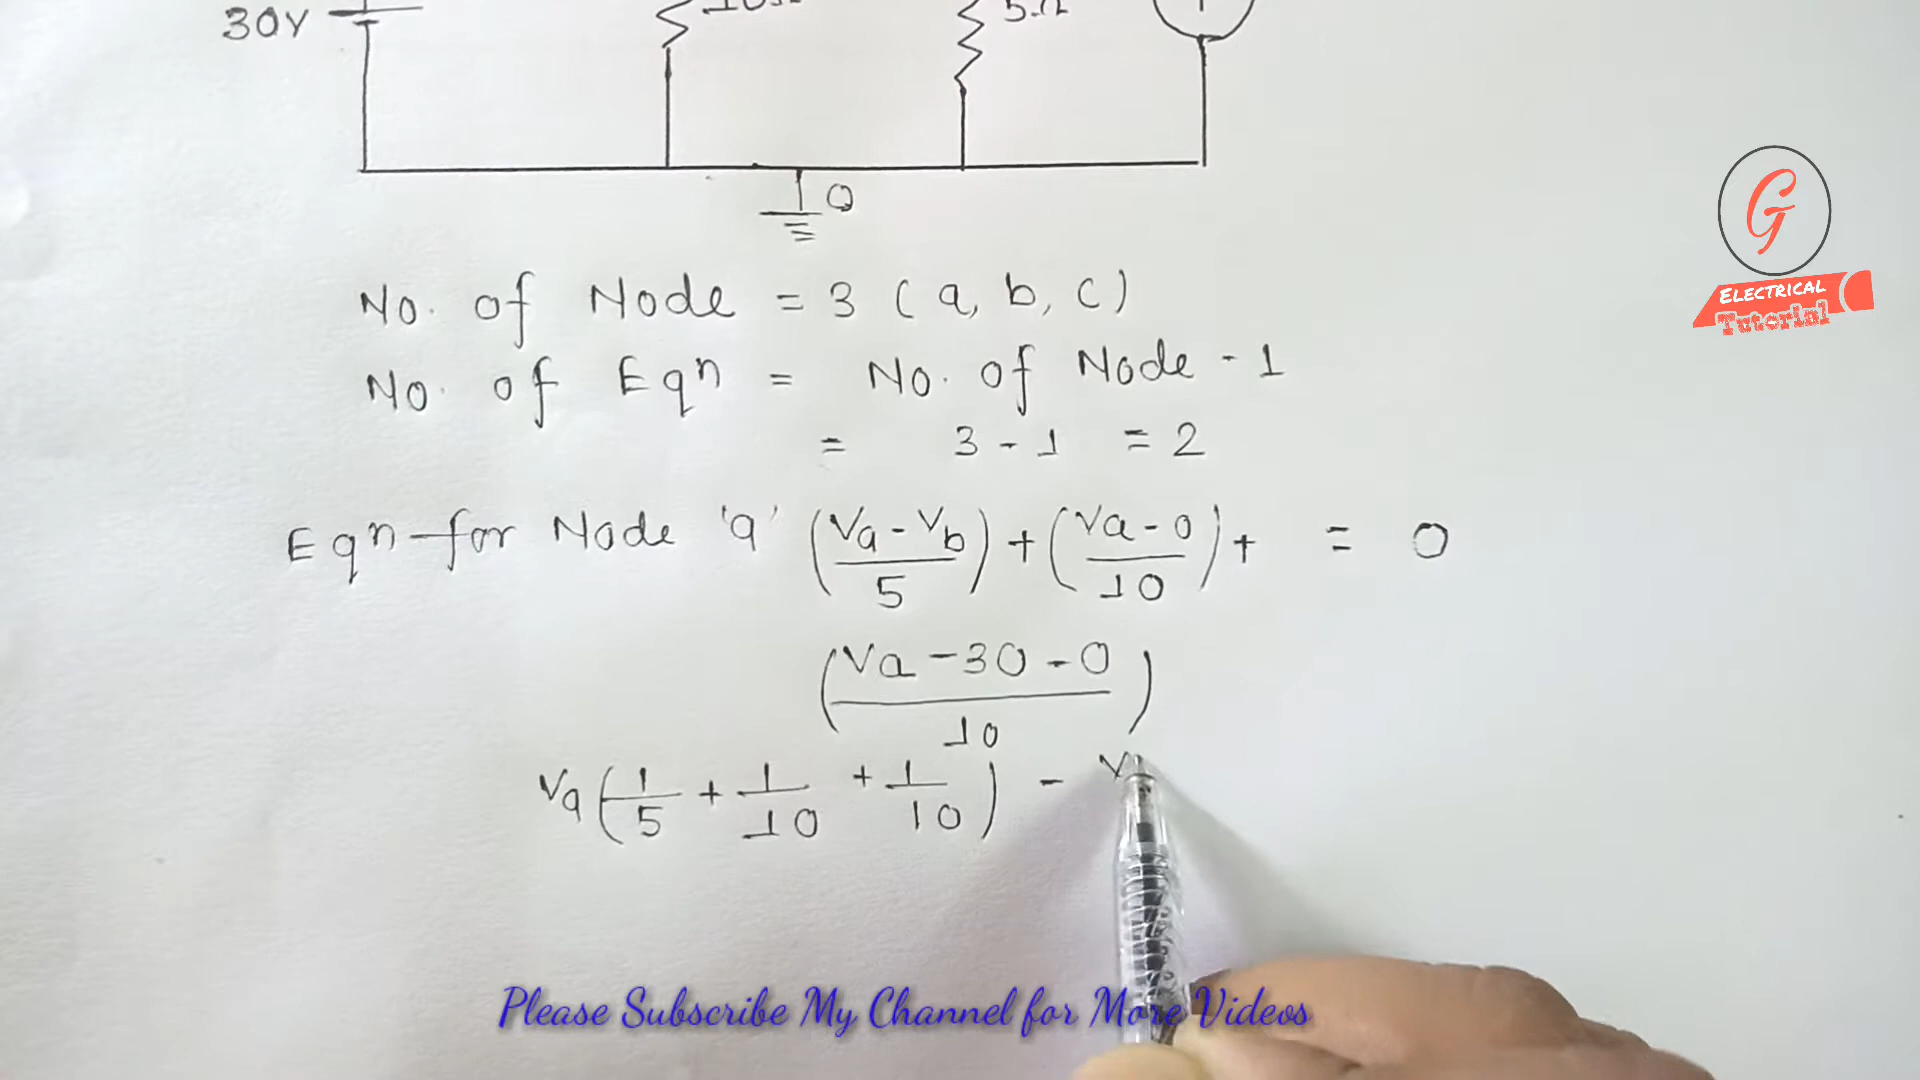 30V 10Ω 5Ω
0
G
ELECTRICAL
Tutorial
No. of Node = 3 (a, b, c)
No. of Eqn = No. of Node - 1
= 3 - 1 = 2
Eqn for Node 'a' (Va - Vb)/5 + (Va - 0)/10 + = 0
(Va - 30 - 0)/10
Va (1/5 + 1/10 + 1/10) - V
Please Subscribe My Channel for More Videos